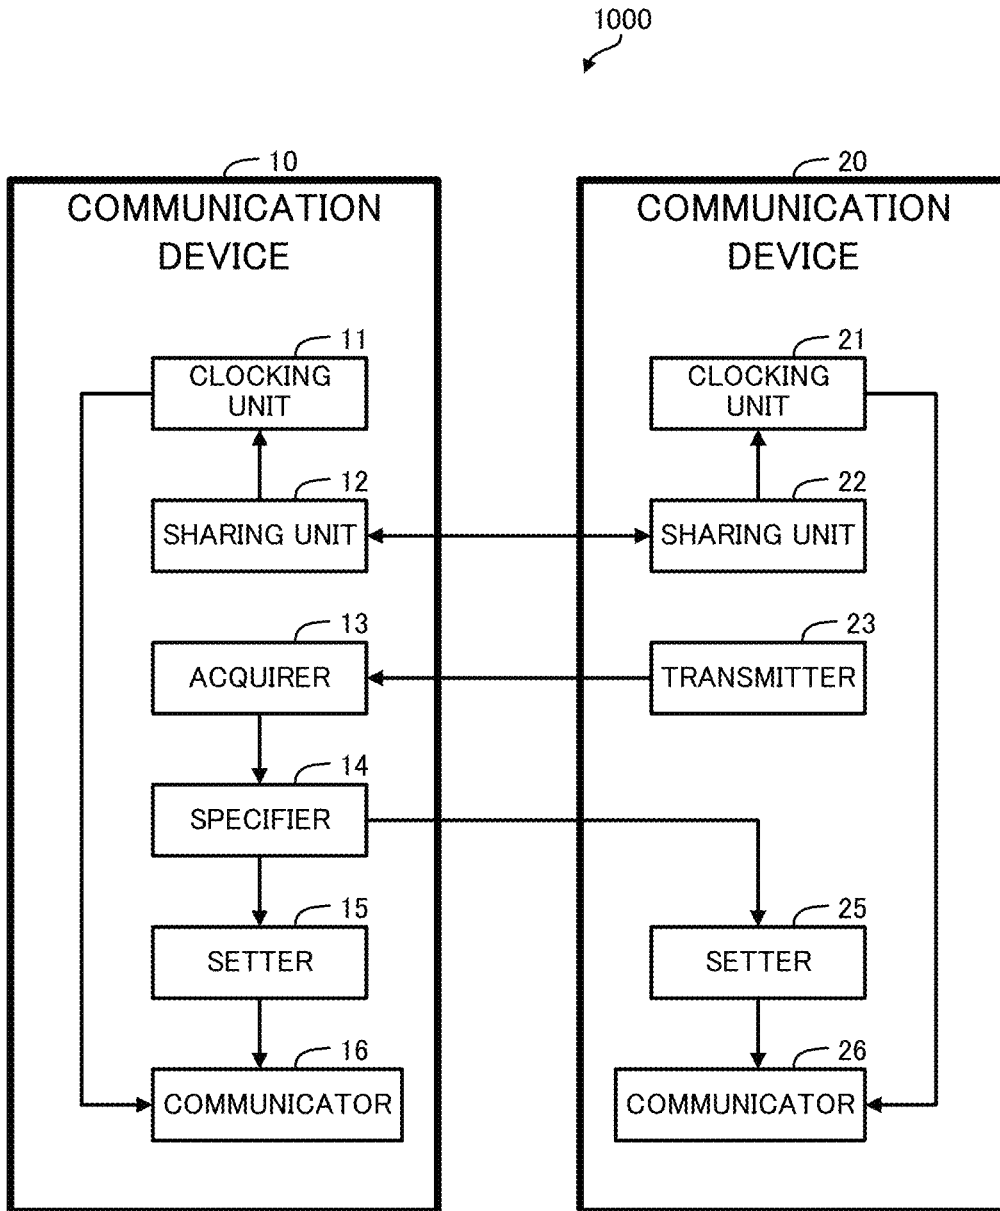 1000
10
COMMUNICATION
DEVICE
11
CLOCKING
UNIT
12
SHARING UNIT
13
ACQUIRER
14
SPECIFIER
15
SETTER
16
COMMUNICATOR
20
COMMUNICATION
DEVICE
21
CLOCKING
UNIT
22
SHARING UNIT
23
TRANSMITTER
25
SETTER
26
COMMUNICATOR